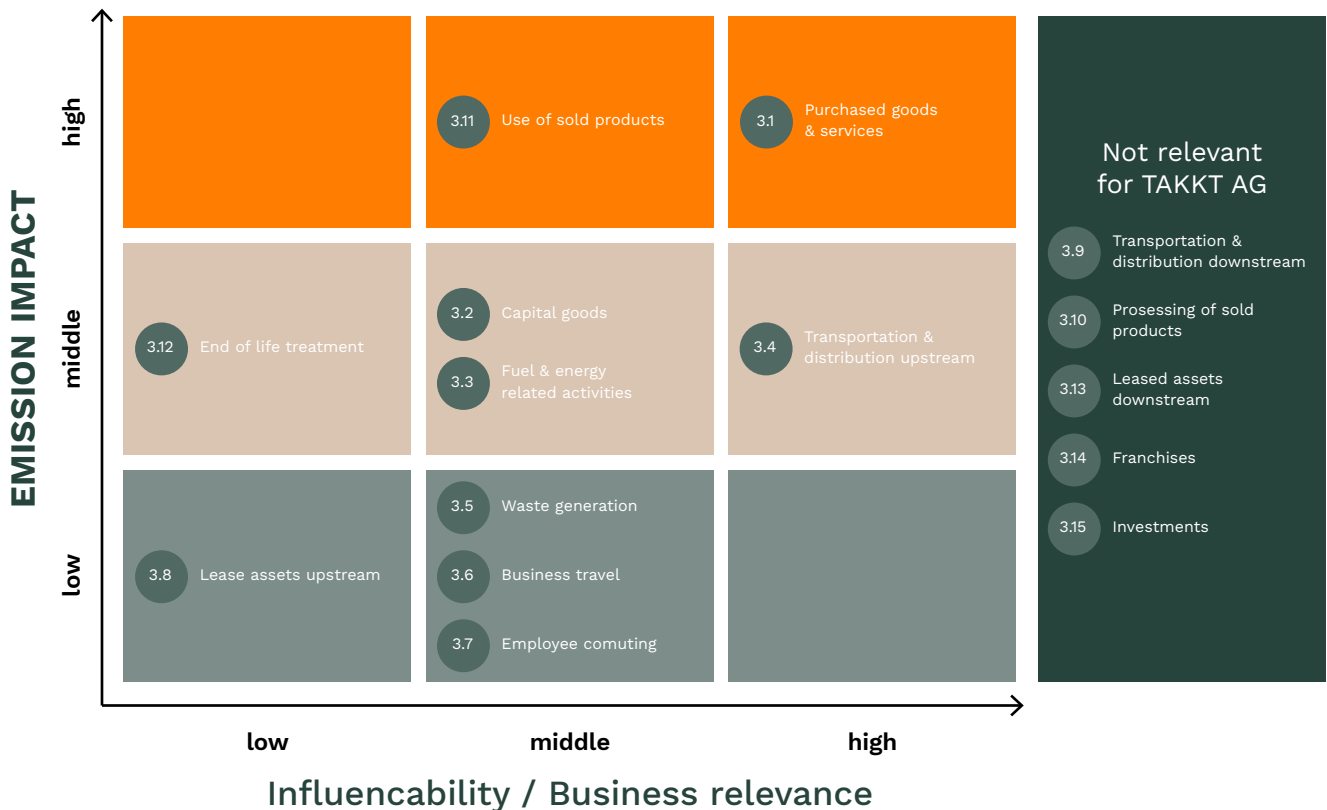 EMISSION IMPACT
high
middle
low
3.11
Use of sold products
3.1
Purchased goods
& services
3.12
End of life treatment
3.2
Capital goods
3.3
Fuel & energy
related activities
3.4
Transportation &
distribution upstream
3.8
Lease assets upstream
3.5
Waste generation
3.6
Business travel
3.7
Employee comuting
low
middle
high
Influencability / Business relevance
Not relevant
for TAKKT AG
3.9
Transportation &
distribution downstream
3.10
Prosessing of sold
products
3.13
Leased assets
downstream
3.14
Franchises
3.15
Investments